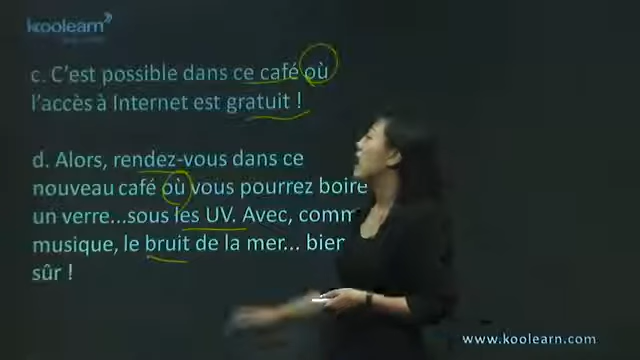 koolearn
c. C'est possible dans ce café où
l'accès à Internet est gratuit !
d. Alors, rendez-vous dans ce
nouveau café où vous pourrez boire
un verre...sous les UV. Avec, comm
musique, le bruit de la mer... bien
sûr !
www.koolearn.com